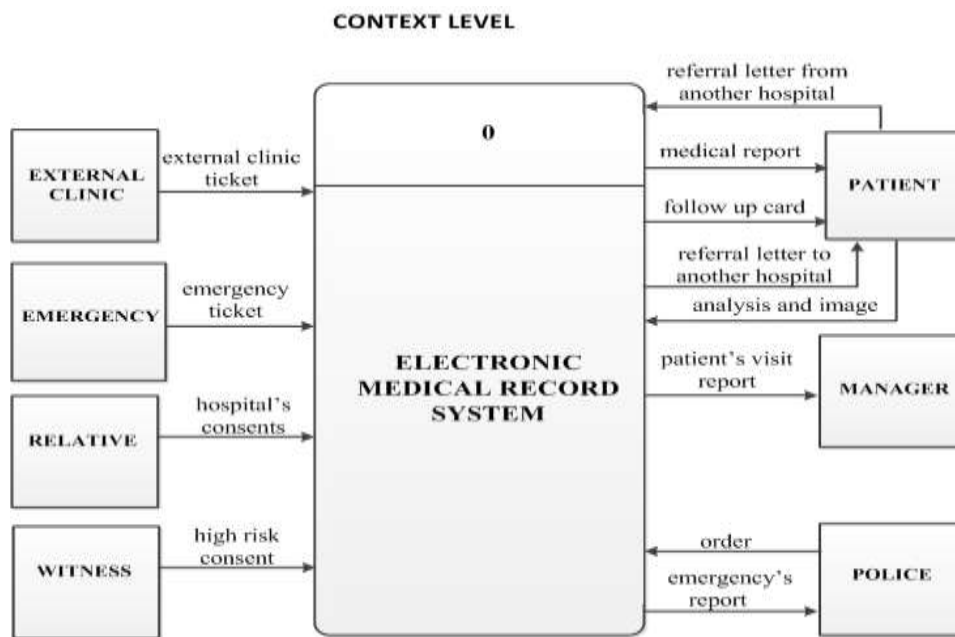 CONTEXT LEVEL
0
EXTERNAL
CLINIC
external clinic
ticket
EMERGENCY
emergency
ticket
RELATIVE
hospital's
consents
WITNESS
high risk
consent
ELECTRONIC
MEDICAL RECORD
SYSTEM
referral letter from
another hospital
medical report
follow up card
referral letter to
another hospital
analysis and image
PATIENT
patient's visit
report
MANAGER
order
emergency's
report
POLICE